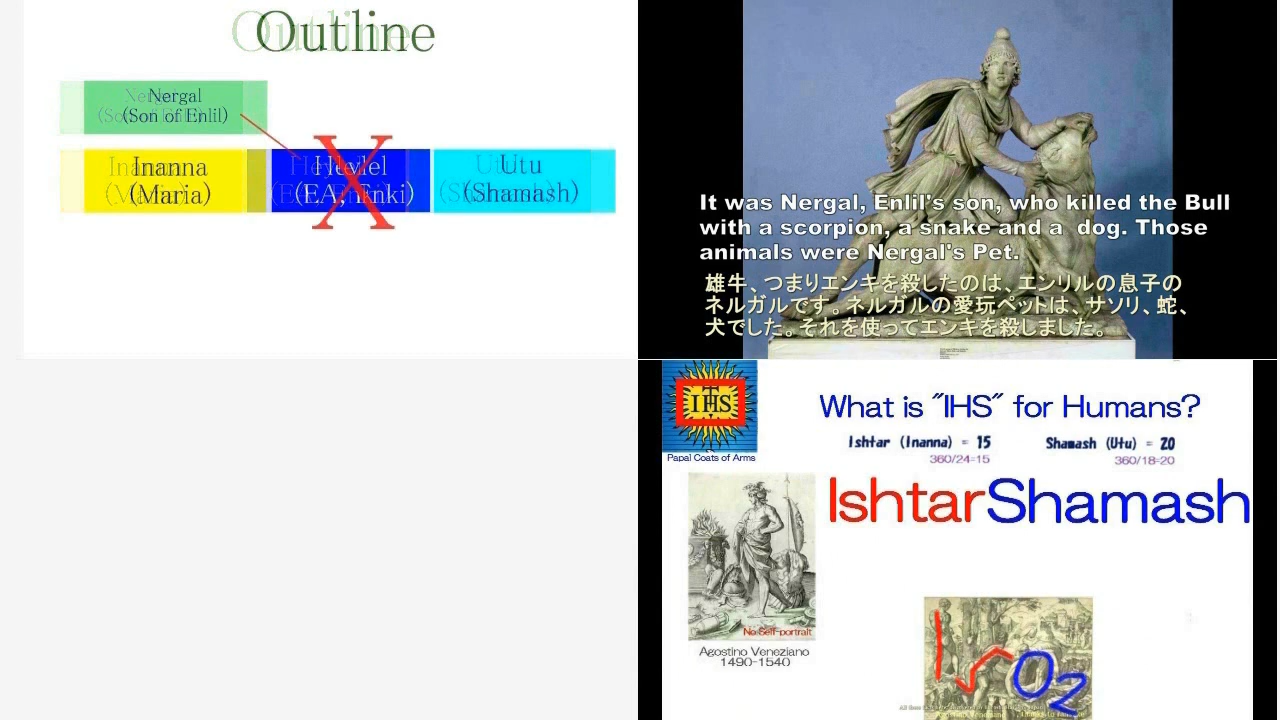 Outline
Nergal
(Son of Enlil)
Inanna
(Maria)
Heylel
(EA, Enki)
X
Utu
(Shamash)
It was Nergal, Enlil's son, who killed the Bull
with a scorpion, a snake and a dog. Those
animals were Nergal's Pet.
雄牛、つまりエンキを殺したのは、エンリルの息子の
ネルガルです。ネルガルの愛玩ペットは、サソリ、蛇、
犬でした。それを使ってエンキを殺しました。
IHS
Papal Coats of Arms
What is "IHS" for Humans?
Ishtar (Inanna) = 15
Shamash (Utu) = 20
360/24=15
360/18=20
IshtarShamash
No Self-portrait
Agostino Veneziano
1490-1540
O2